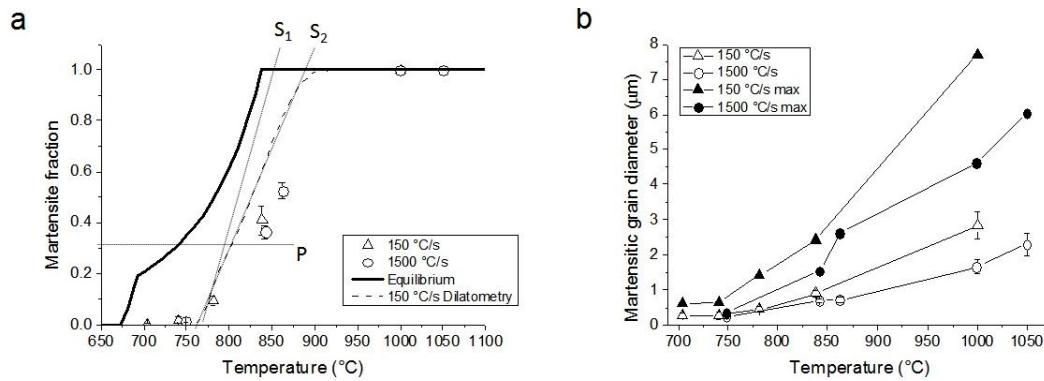 a
S1
S2
Martensite fraction
1.0
0.8
0.6
0.4
0.2
0.0
P
150 °C/s
1500 °C/s
Equilibrium
150 °C/s Dilatometry
650 700 750 800 850 900 950 1000 1050 1100
Temperature (°C)
b
Martensitic grain diameter (μm)
8
7
6
5
4
3
2
1
0
150 °C/s
1500 °C/s
150 °C/s max
1500 °C/s max
700 750 800 850 900 950 1000 1050
Temperature (°C)